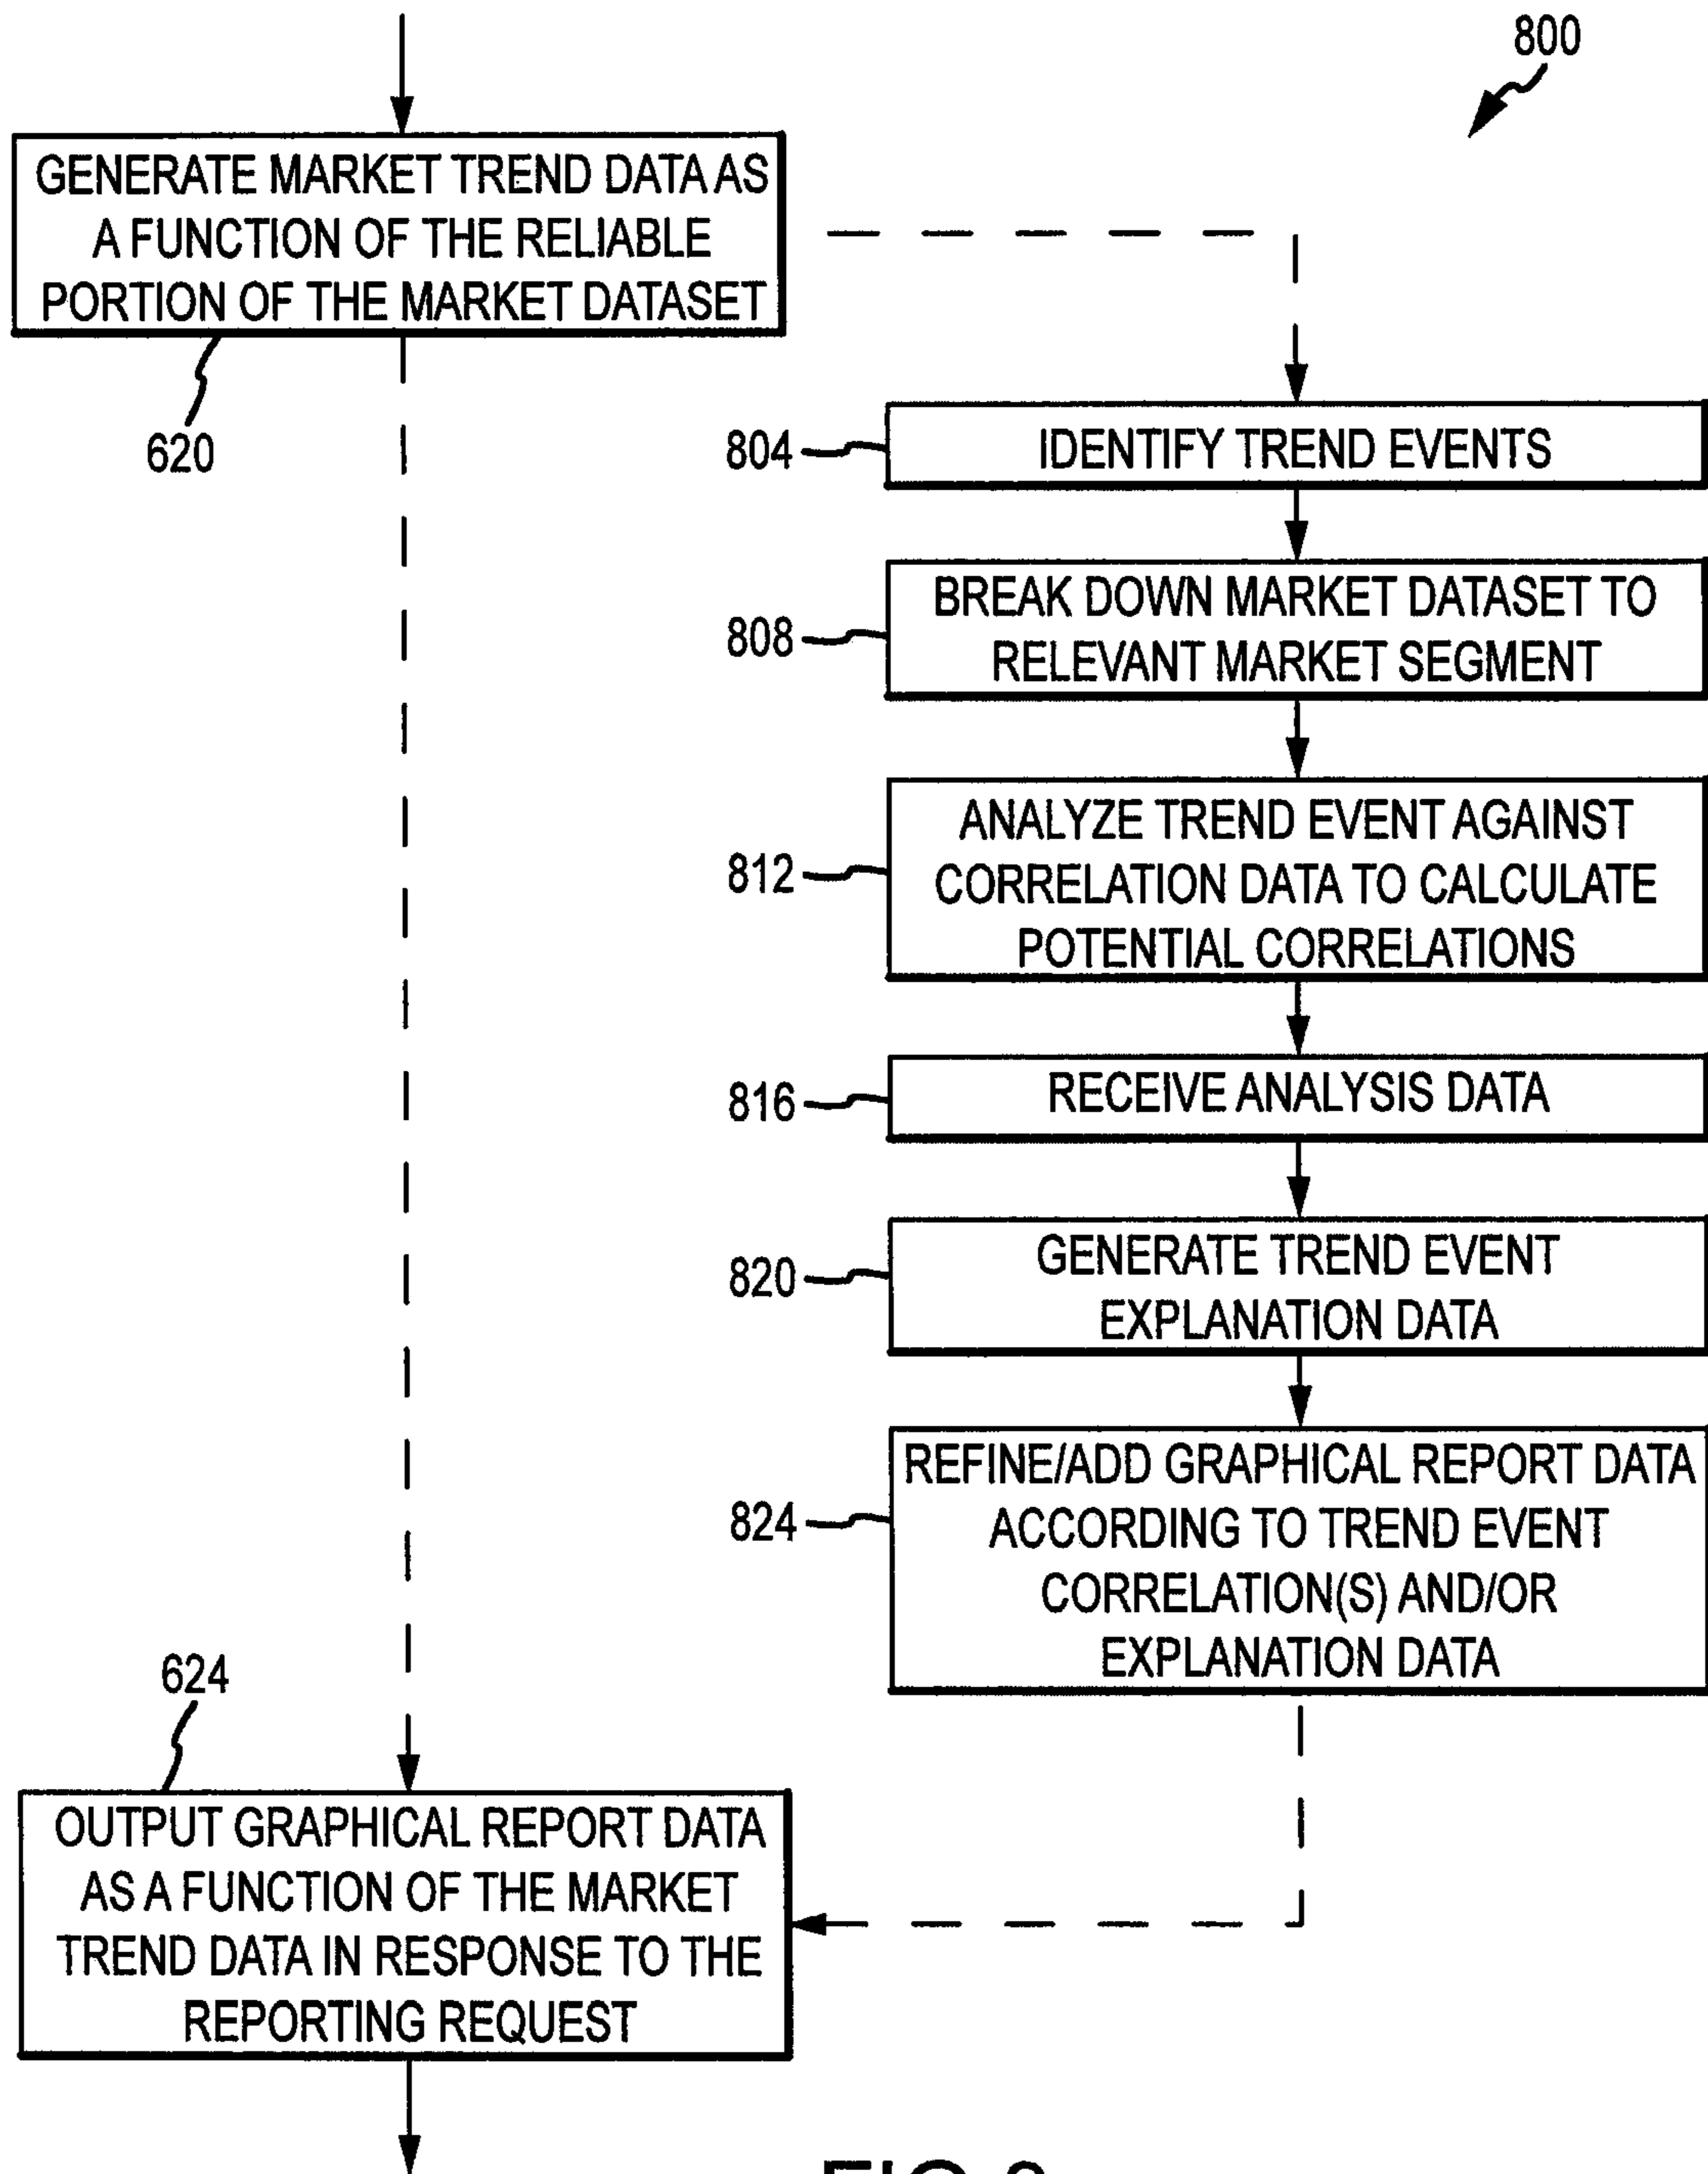 800
GENERATE MARKET TREND DATA AS
A FUNCTION OF THE RELIABLE
PORTION OF THE MARKET DATASET
620
804
IDENTIFY TREND EVENTS
808
BREAK DOWN MARKET DATASET TO
RELEVANT MARKET SEGMENT
812
ANALYZE TREND EVENT AGAINST
CORRELATION DATA TO CALCULATE
POTENTIAL CORRELATIONS
816
RECEIVE ANALYSIS DATA
820
GENERATE TREND EVENT
EXPLANATION DATA
824
REFINE/ADD GRAPHICAL REPORT DATA
ACCORDING TO TREND EVENT
CORRELATION(S) AND/OR
EXPLANATION DATA
624
OUTPUT GRAPHICAL REPORT DATA
AS A FUNCTION OF THE MARKET
TREND DATA IN RESPONSE TO THE
REPORTING REQUEST